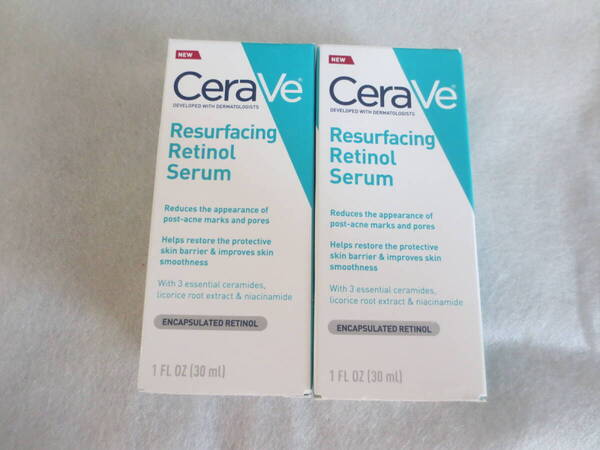 NEW
CeraVe®
DEVELOPED WITH DERMATOLOGISTS
Resurfacing
Retinol
Serum
Reduces the appearance of
post-acne marks and pores
Helps restore the protective
skin barrier & improves skin
smoothness
With 3 essential ceramides,
licorice root extract & niacinamide
ENCAPSULATED RETINOL
1 FL OZ (30 ml)
NEW
CeraVe®
DEVELOPED WITH DERMATOLOGISTS
Resurfacing
Retinol
Serum
Reduces the appearance of
post-acne marks and pores
Helps restore the protective
skin barrier & improves skin
smoothness
With 3 essential ceramides,
licorice root extract & niacinamide
ENCAPSULATED RETINOL
1 FL OZ (30 ml)